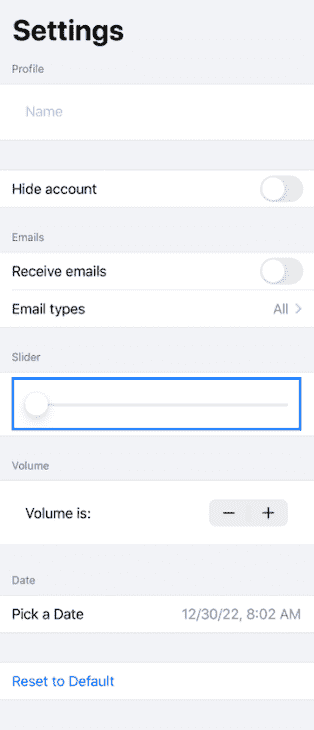 Settings
Profile
Name
Hide account
Emails
Receive emails
Email types All
Slider
Volume
Volume is: − +
Date
Pick a Date 12/30/22, 8:02 AM
Reset to Default